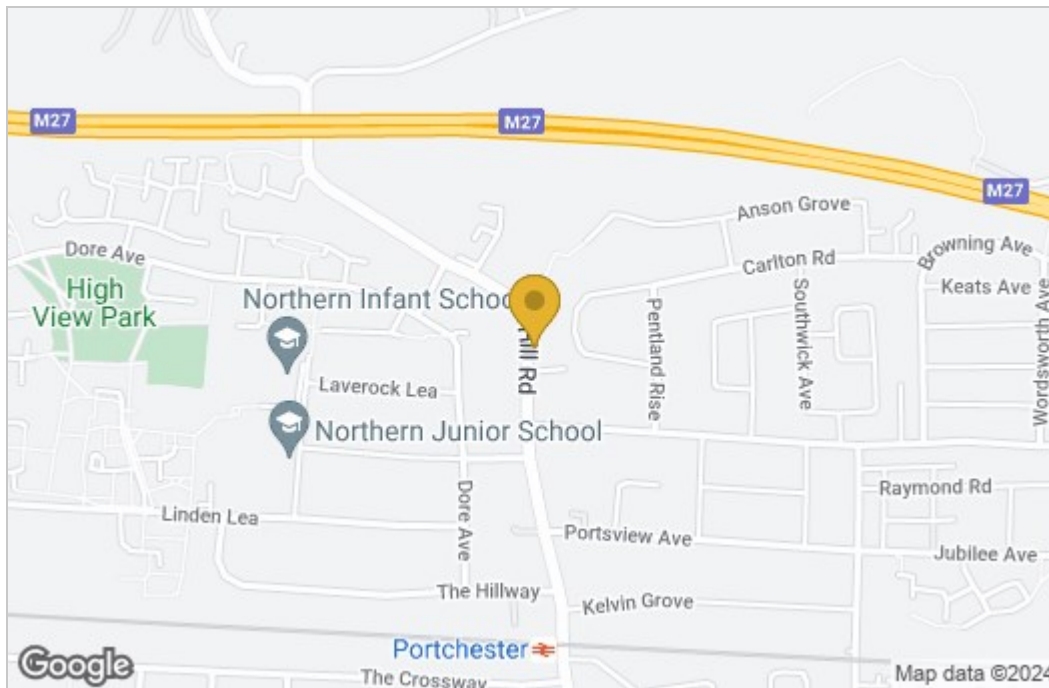 M27
M27
M27
Anson Grove
Dore Ave
Carlton Rd
Browning Ave
High
View Park
Northern Infant School
Keats Ave
Southwick Ave
Pentland Rise
Wordsworth Ave
Hill Rd
Laverock Lea
Northern Junior School
Raymond Rd
Linden Lea
Dore Ave
Portsview Ave
Jubilee Ave
The Hillway
Kelvin Grove
Portchester
The Crossway
Google
Map data ©2024